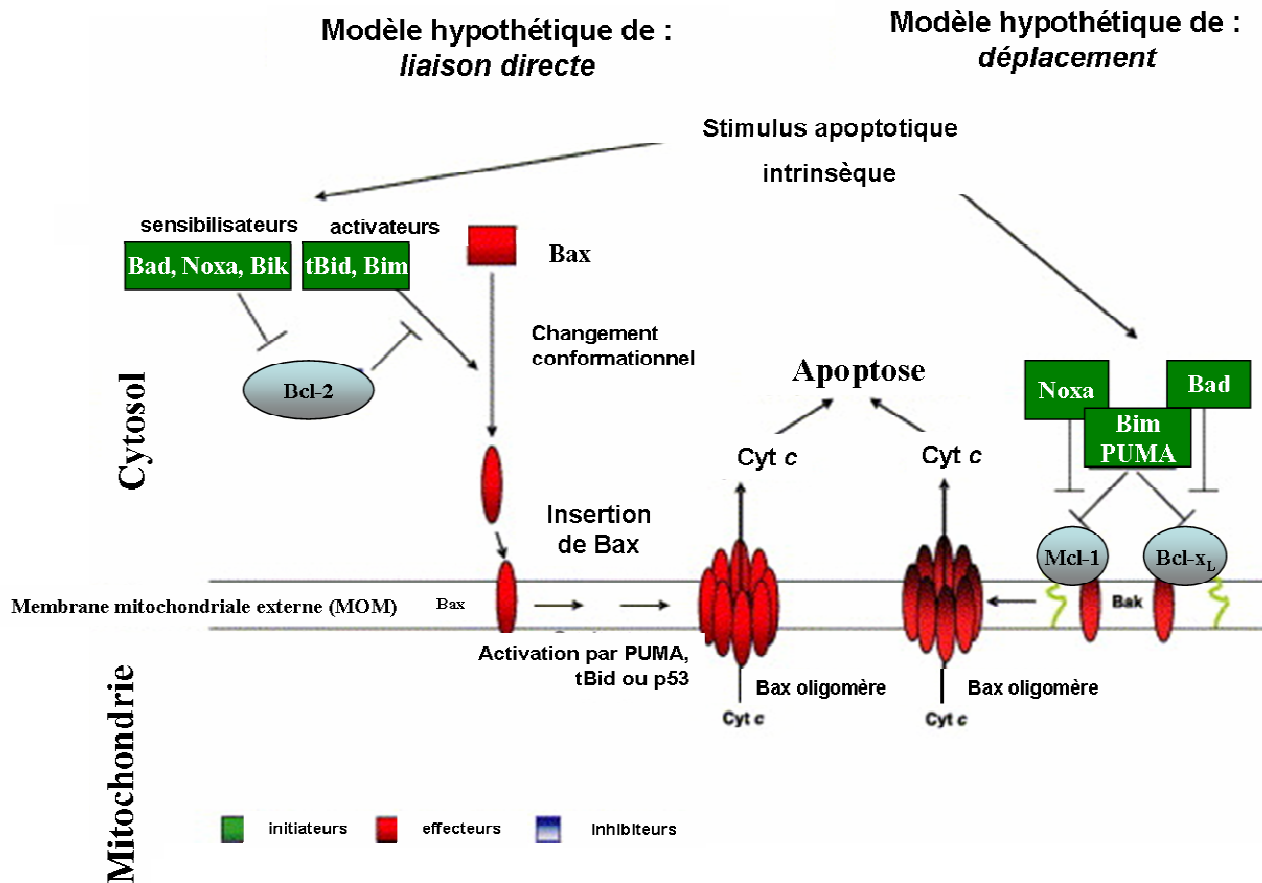 Modèle hypothétique de :
liaison directe
Modèle hypothétique de :
déplacement
Stimulus apoptotique
intrinsèque
sensibilisateurs
activateurs
Bad, Noxa, Bik
tBid, Bim
Bax
Changement
conformationnel
Bcl-2
Apoptose
Noxa
Bad
Bim
PUMA
Cytosol
Cyt c
Cyt c
Insertion
de Bax
Mcl-1
Bcl-xL
Membrane mitochondriale externe (MOM)
Bax
Bak
Activation par PUMA,
tBid ou p53
Bax oligomère
Bax oligomère
Cyt c
Cyt c
Mitochondrie
initiateurs
effecteurs
inhibiteurs